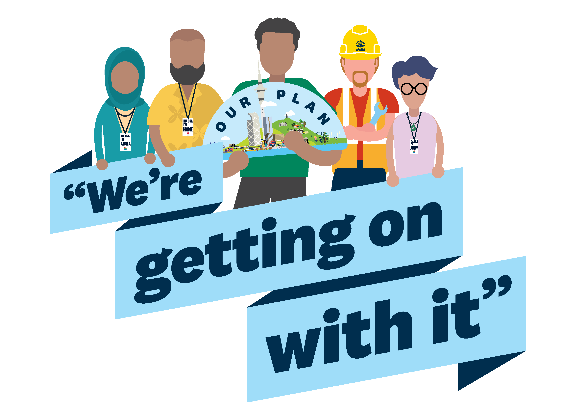 OUR PLAN
“We’re
getting on
with it”